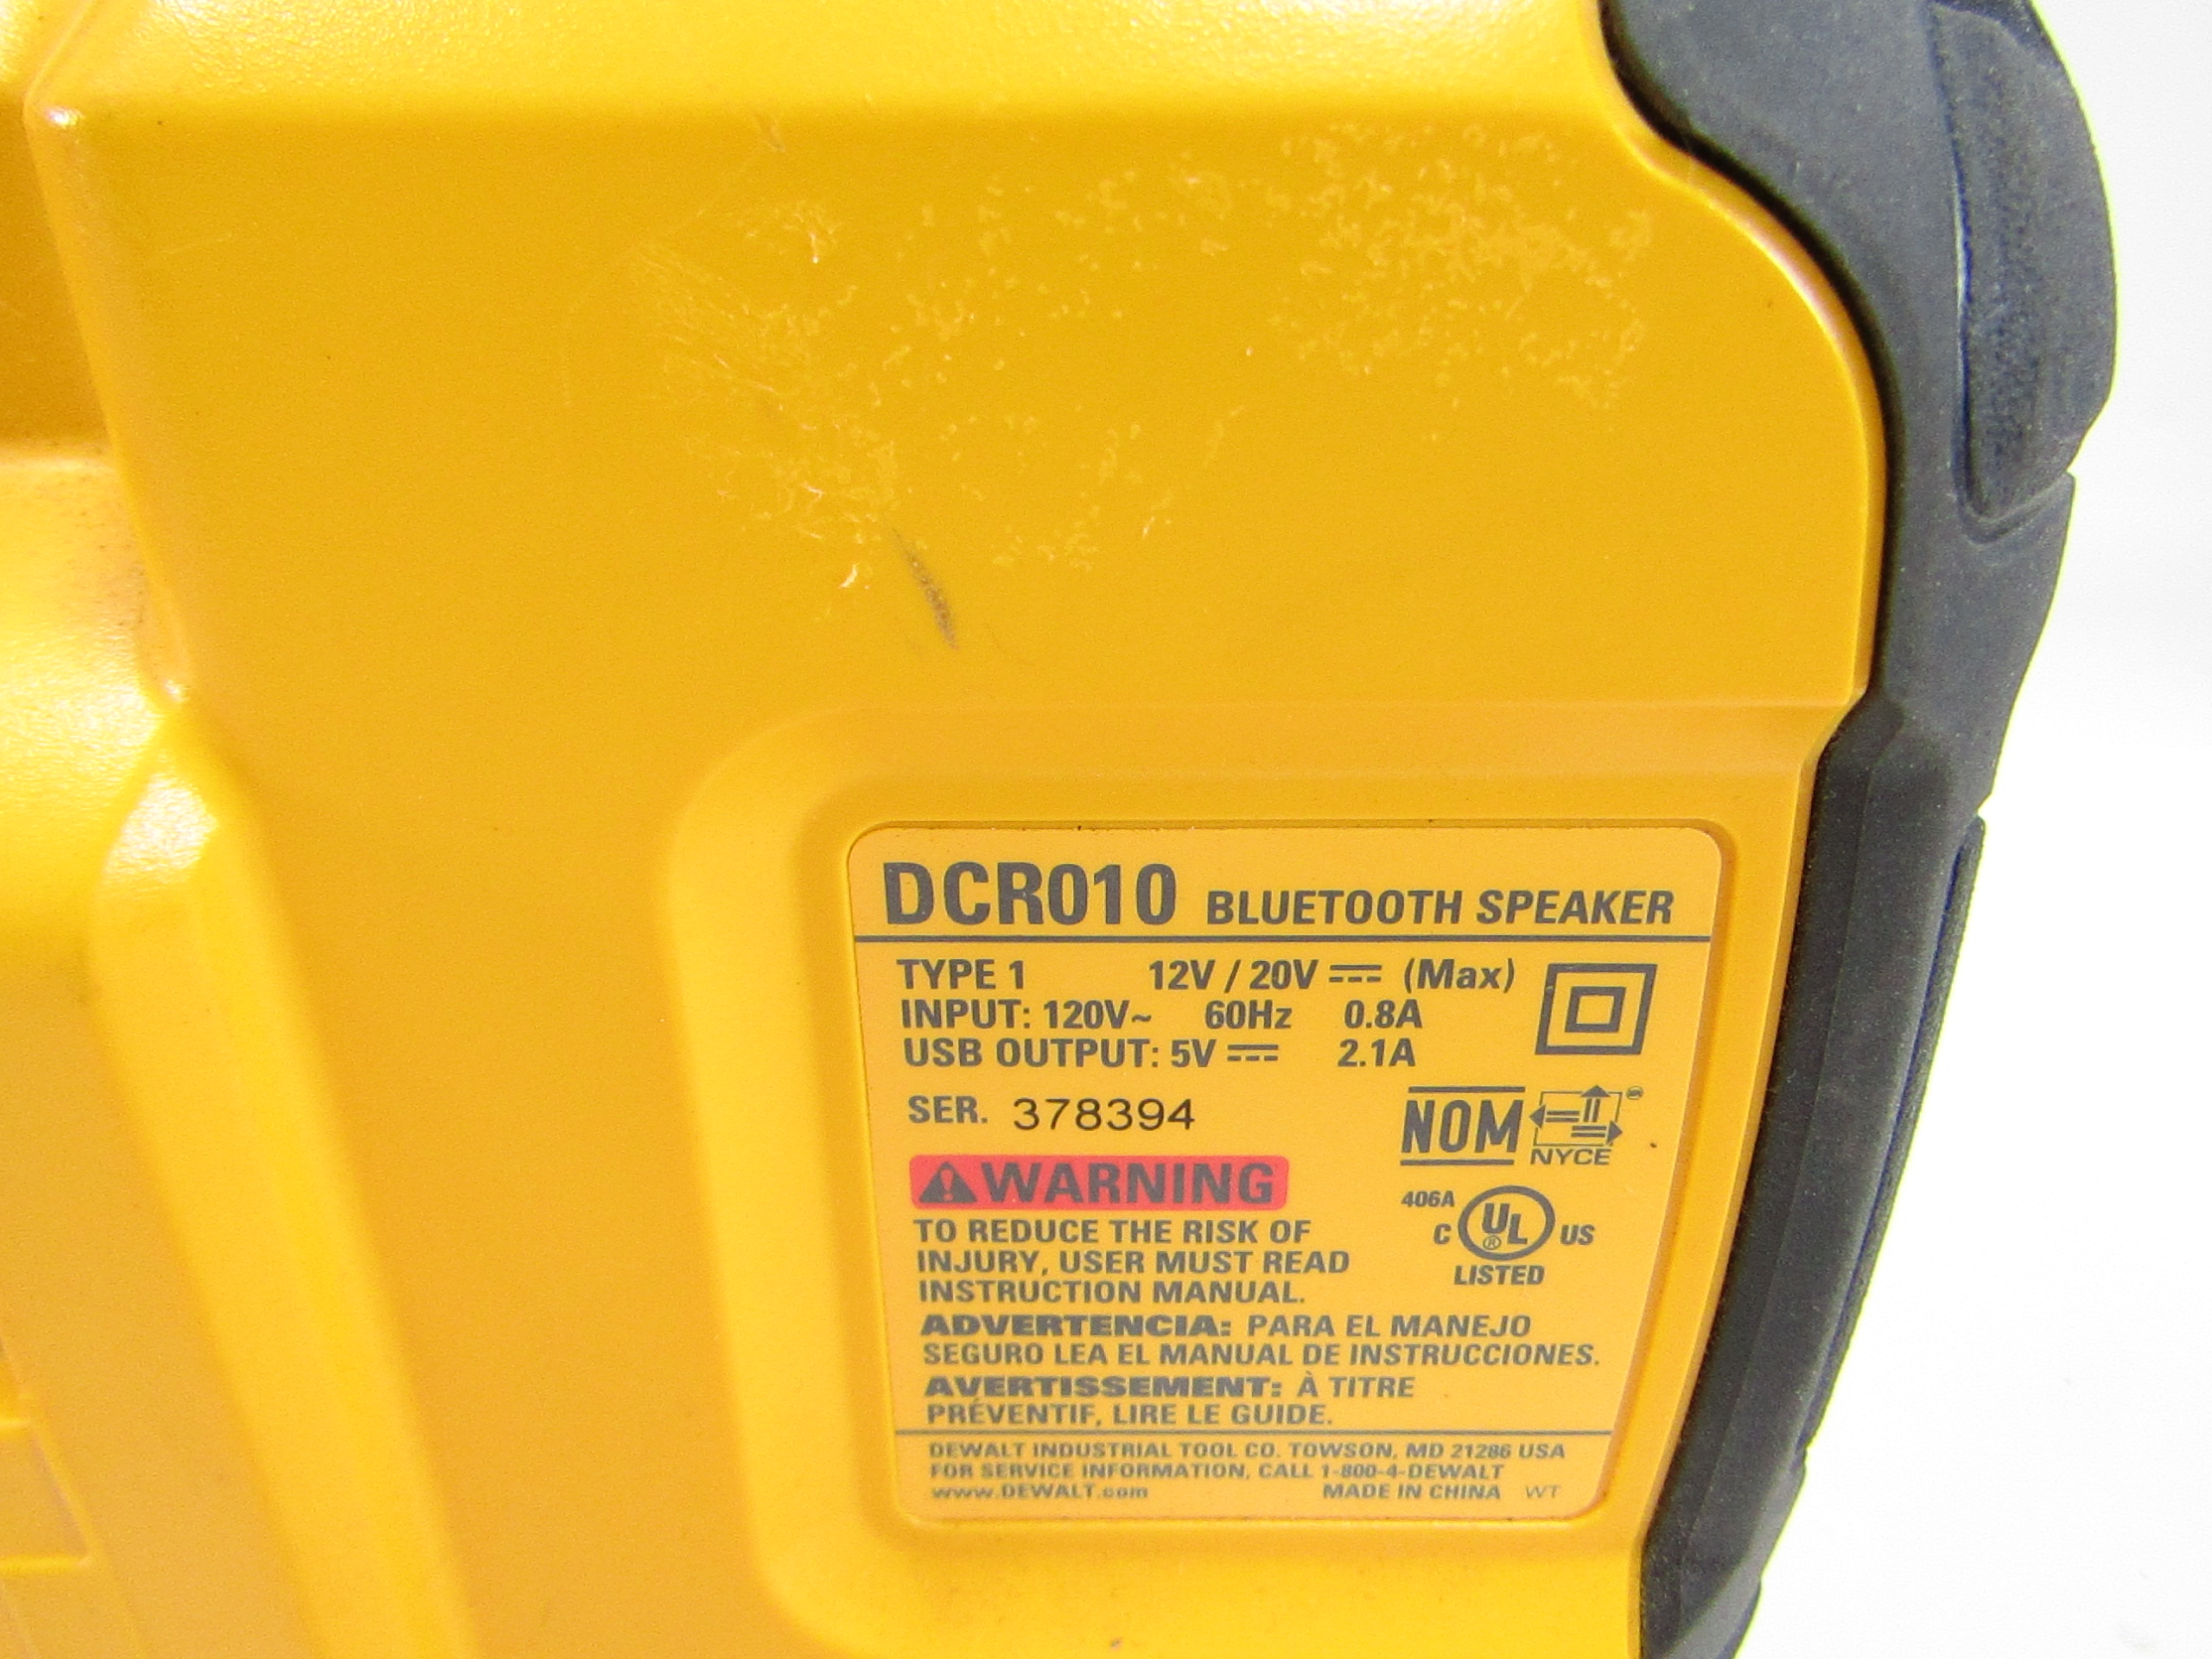 DCR010 BLUETOOTH SPEAKER
TYPE 1 12V / 20V ⎓ (Max)
INPUT: 120V~ 60Hz 0.8A
USB OUTPUT: 5V ⎓ 2.1A
SER. 378394
NOM NYCE
WARNING
406A
C UL® US
LISTED
TO REDUCE THE RISK OF
INJURY, USER MUST READ
INSTRUCTION MANUAL.
ADVERTENCIA: PARA EL MANEJO
SEGURO LEA EL MANUAL DE INSTRUCCIONES.
AVERTISSEMENT: À TITRE
PRÉVENTIF, LIRE LE GUIDE.
DEWALT INDUSTRIAL TOOL CO. TOWSON, MD 21286 USA
FOR SERVICE INFORMATION, CALL 1-800-4-DEWALT
www.DEWALT.com MADE IN CHINA WT